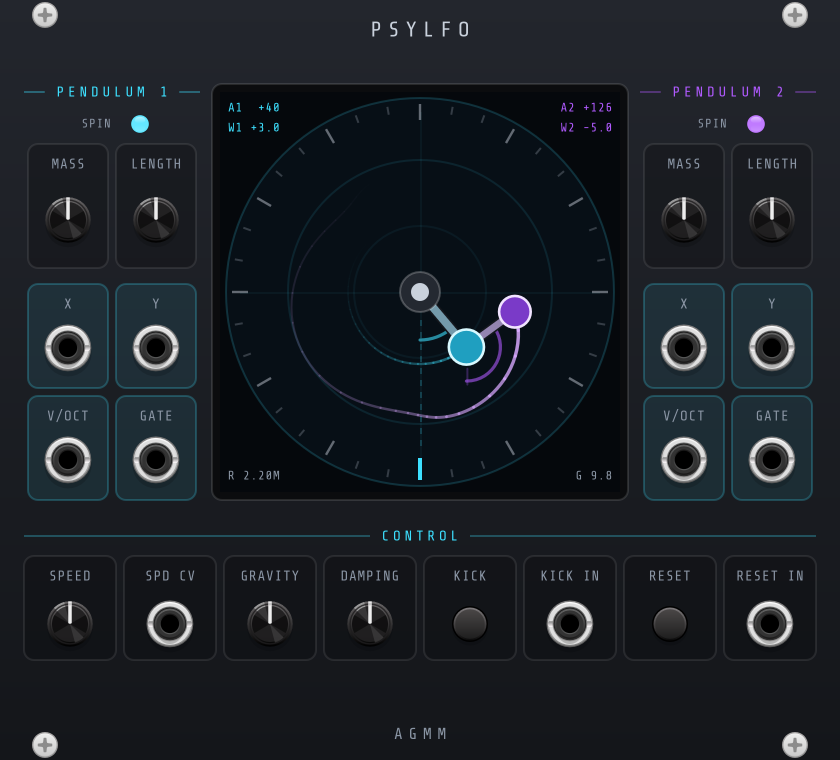 PSYLFO
PENDULUM 1
SPIN
MASS LENGTH
X Y
V/OCT GATE
A1 +40
W1 +3.0
A2 +126
W2 -5.0
R 2.20M
G 9.8
PENDULUM 2
SPIN
MASS LENGTH
X Y
V/OCT GATE
CONTROL
SPEED SPD CV GRAVITY DAMPING KICK KICK IN RESET RESET IN
AGMM